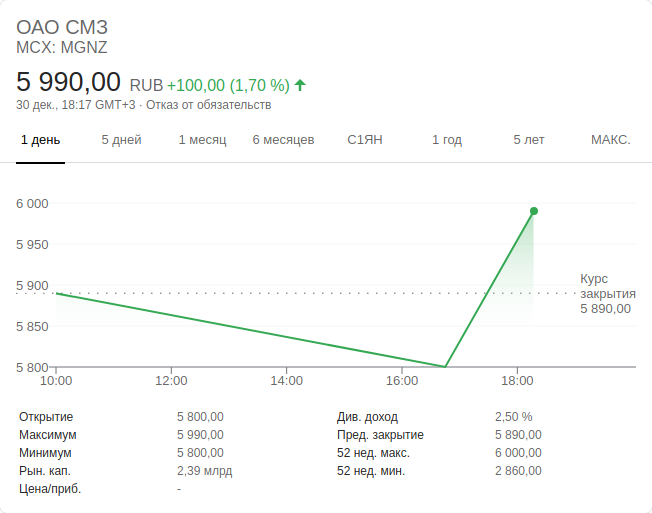 ОАО СМЗ
MCX: MGNZ
5 990,00 RUB +100,00 (1,70 %)
30 дек., 18:17 GMT+3 · Отказ от обязательств
1 день 5 дней 1 месяц 6 месяцев С1ЯН 1 год 5 лет МАКС.
6 000
5 950
5 900
5 850
5 800
Курс
закрытия
5 890,00
10:00 12:00 14:00 16:00 18:00
Открытие 5 800,00
Максимум 5 990,00
Минимум 5 800,00
Рын. кап. 2,39 млрд
Цена/приб. -
Див. доход 2,50 %
Пред. закрытие 5 890,00
52 нед. макс. 6 000,00
52 нед. мин. 2 860,00